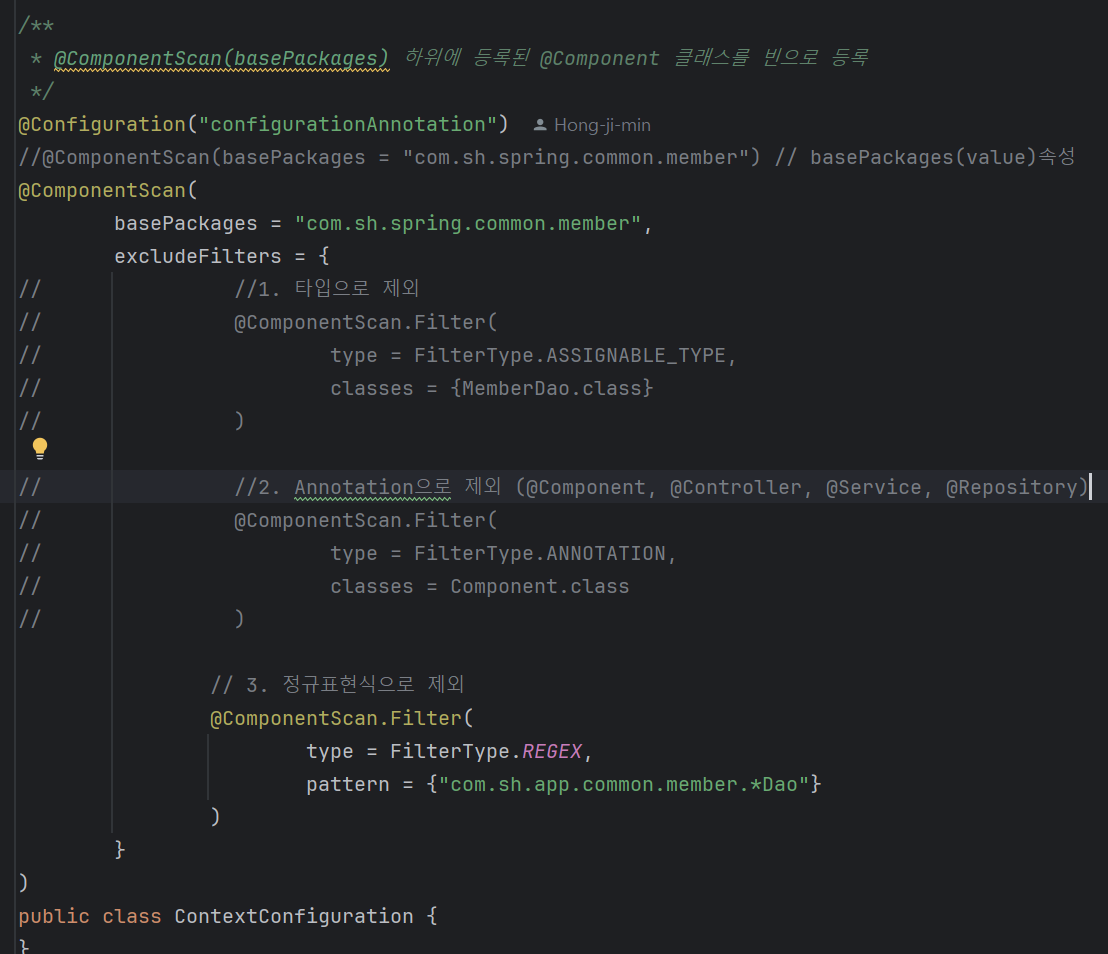 /**
 * @ComponentScan(basePackages) 하위에 등록된 @Component 클래스를 빈으로 등록
 */
@Configuration("configurationAnnotation") Hong-ji-min
//@ComponentScan(basePackages = "com.sh.spring.common.member") // basePackages(value)속성
@ComponentScan(
        basePackages = "com.sh.spring.common.member",
        excludeFilters = {
//                //1. 타입으로 제외
//                @ComponentScan.Filter(
//                        type = FilterType.ASSIGNABLE_TYPE,
//                        classes = {MemberDao.class}
//                )
//                //2. Annotation으로 제외 (@Component, @Controller, @Service, @Repository)
//                @ComponentScan.Filter(
//                        type = FilterType.ANNOTATION,
//                        classes = Component.class
//                )
                // 3. 정규표현식으로 제외
                @ComponentScan.Filter(
                        type = FilterType.REGEX,
                        pattern = {"com.sh.app.common.member.*Dao"}
                )
        }
)
public class ContextConfiguration {
}